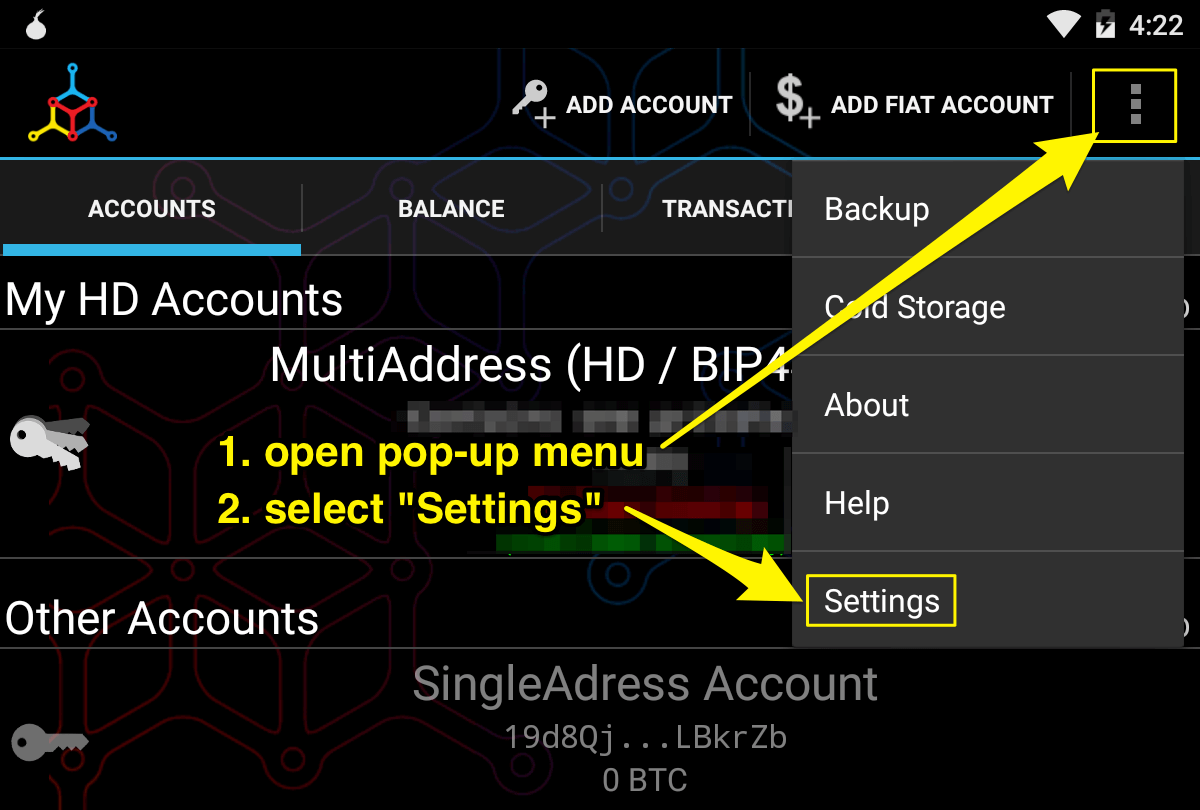 4:22
ADD ACCOUNT
ADD FIAT ACCOUNT
ACCOUNTS
BALANCE
TRANSACTI
Backup
My HD Accounts
Cold Storage
MultiAddress (HD / BIP4
About
1. open pop-up menu
2. select "Settings"
Help
Settings
Other Accounts
SingleAdress Account
19d8Qj...LBkrZb
0 BTC